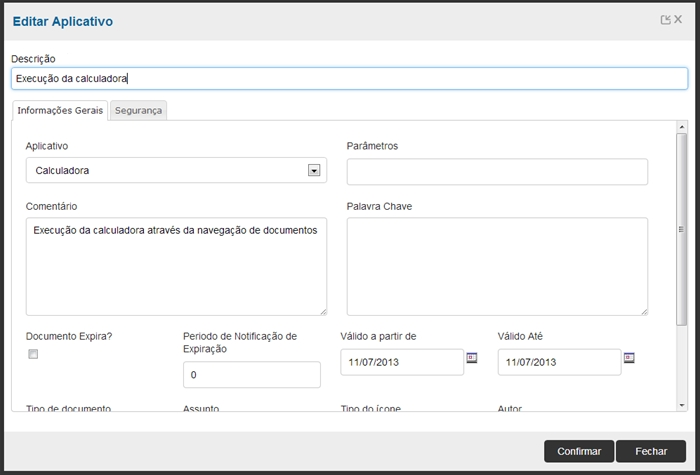 Editar Aplicativo
Descrição
Execução da calculadora
Informações Gerais Segurança
Aplicativo Parâmetros
Calculadora
Comentário Palavra Chave
Execução da calculadora através da navegação de documentos
Documento Expira? Periodo de Notificação de Válido a partir de Válido Até
Expiração
0 11/07/2013 11/07/2013
Tipo de documento Assunto Tipo do ícone Autor
Confirmar Fechar